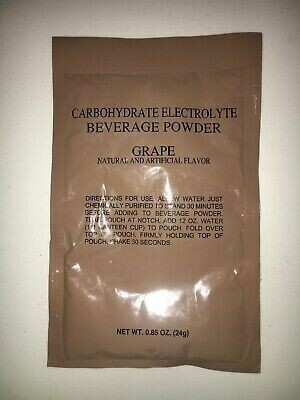 CARBOHYDRATE ELECTROLYTE
BEVERAGE POWDER
GRAPE
NATURAL AND ARTIFICIAL FLAVOR
DIRECTIONS FOR USE: ALLOW WATER JUST
CHEMICALLY PURIFIED TO STAND 30 MINUTES
BEFORE ADDING TO BEVERAGE POWDER.
POUCH AT NOTCH, ADD 12 OZ. WATER
CANTEEN CUP) TO POUCH. FOLD OVER
TOP OF POUCH. FIRMLY HOLDING TOP OF
POUCH, SHAKE 30 SECONDS.
NET WT. 0.85 OZ. (24g)